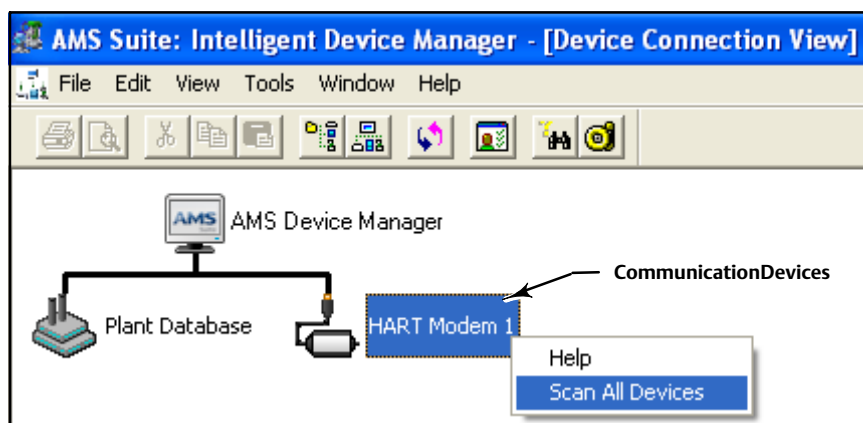 AMS Suite: Intelligent Device Manager - [Device Connection View]
File Edit View Tools Window Help
AMS
AMS Device Manager
CommunicationDevices
Plant Database
HART Modem 1
Help
Scan All Devices